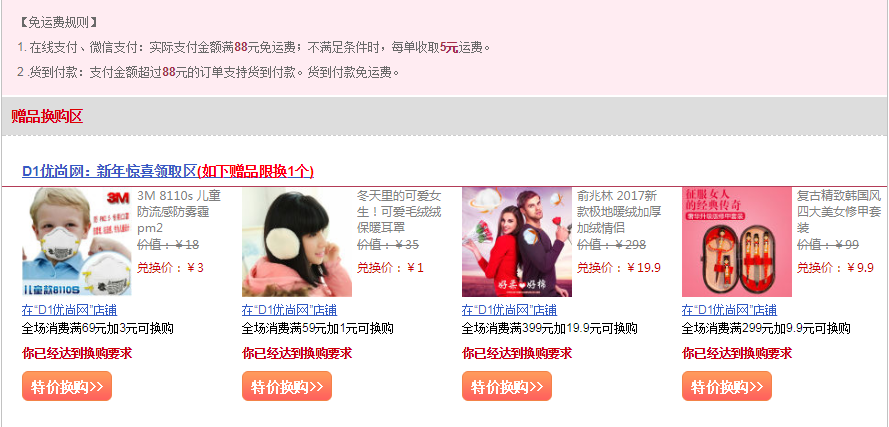 【免运费规则】
1. 在线支付、微信支付：实际支付金额满88元免运费；不满足条件时，每单收取5元运费。
2 .货到付款：支付金额超过88元的订单支持货到付款。货到付款免运费。
赠品换购区
D1优尚网：新年惊喜领取区(如下赠品限换1个)
3M
儿童款8110S
3M 8110s 儿童
防流感防雾霾
pm2
价值：￥18
兑换价：￥3
在“D1优尚网”店铺
全场消费满69元加3元可换购
你已经达到换购要求
特价换购>>
冬天里的可爱女
生！可爱毛绒绒
保暖耳罩
价值：￥35
兑换价：￥1
在“D1优尚网”店铺
全场消费满59元加1元可换购
你已经达到换购要求
特价换购>>
好柔 好棉
俞兆林 2017新
款极地暖绒加厚
加绒情侣
价值：￥298
兑换价：￥19.9
在“D1优尚网”店铺
全场消费满399元加19.9元可换购
你已经达到换购要求
特价换购>>
征服女人
的经典传奇
奢华升级版修甲套装
复古精致韩国风
四大美女修甲套
装
价值：￥99
兑换价：￥9.9
在“D1优尚网”店铺
全场消费满299元加9.9元可换购
你已经达到换购要求
特价换购>>